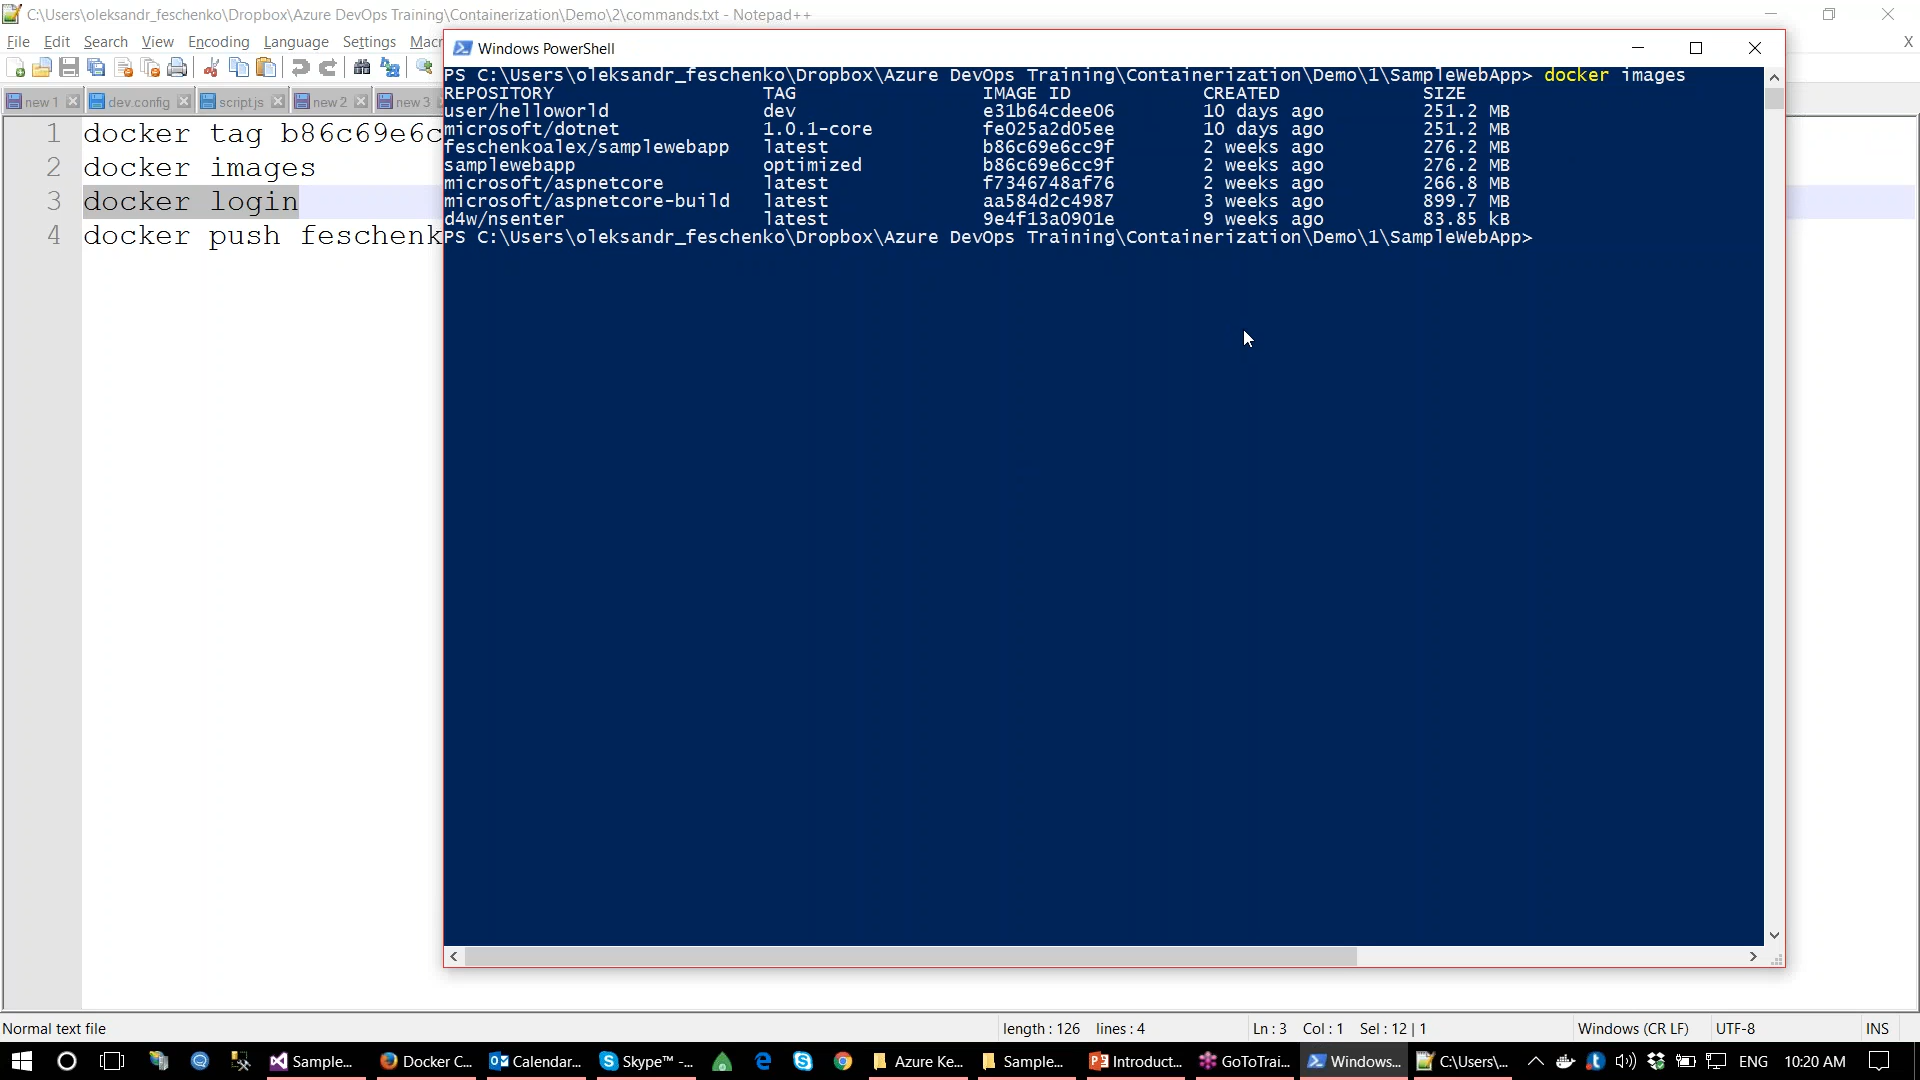 C:\Users\oleksandr_feschenko\Dropbox\Azure DevOps Training\Containerization\Demo\2\commands.txt - Notepad++
File Edit Search View Encoding Language Settings Macr
X
new 1 dev.config script.js new 2 new 3
1 docker tag b86c69e6c
2 docker images
3 docker login
4 docker push feschenk
Windows PowerShell
PS C:\Users\oleksandr_feschenko\Dropbox\Azure DevOps Training\Containerization\Demo\1\SampleWebApp> docker images
REPOSITORY TAG IMAGE ID CREATED SIZE
user/helloworld dev e31b64cdee06 10 days ago 251.2 MB
microsoft/dotnet 1.0.1-core fe025a2d05ee 10 days ago 251.2 MB
feschenkoalex/samplewebapp latest b86c69e6cc9f 2 weeks ago 276.2 MB
samplewebapp optimized b86c69e6cc9f 2 weeks ago 276.2 MB
microsoft/aspnetcore latest f7346748af76 2 weeks ago 266.8 MB
microsoft/aspnetcore-build latest aa584d2c4987 3 weeks ago 899.7 MB
d4w/nsenter latest 9e4f13a0901e 9 weeks ago 83.85 kB
PS C:\Users\oleksandr_feschenko\Dropbox\Azure DevOps Training\Containerization\Demo\1\SampleWebApp>
Normal text file length : 126 lines : 4 Ln : 3 Col : 1 Sel : 12 | 1 Windows (CR LF) UTF-8 INS
Sample... Docker C... Calendar... Skype™ -... Azure Ke... Sample... Introduct... GoToTrai... Windows... C:\Users\... ENG 10:20 AM